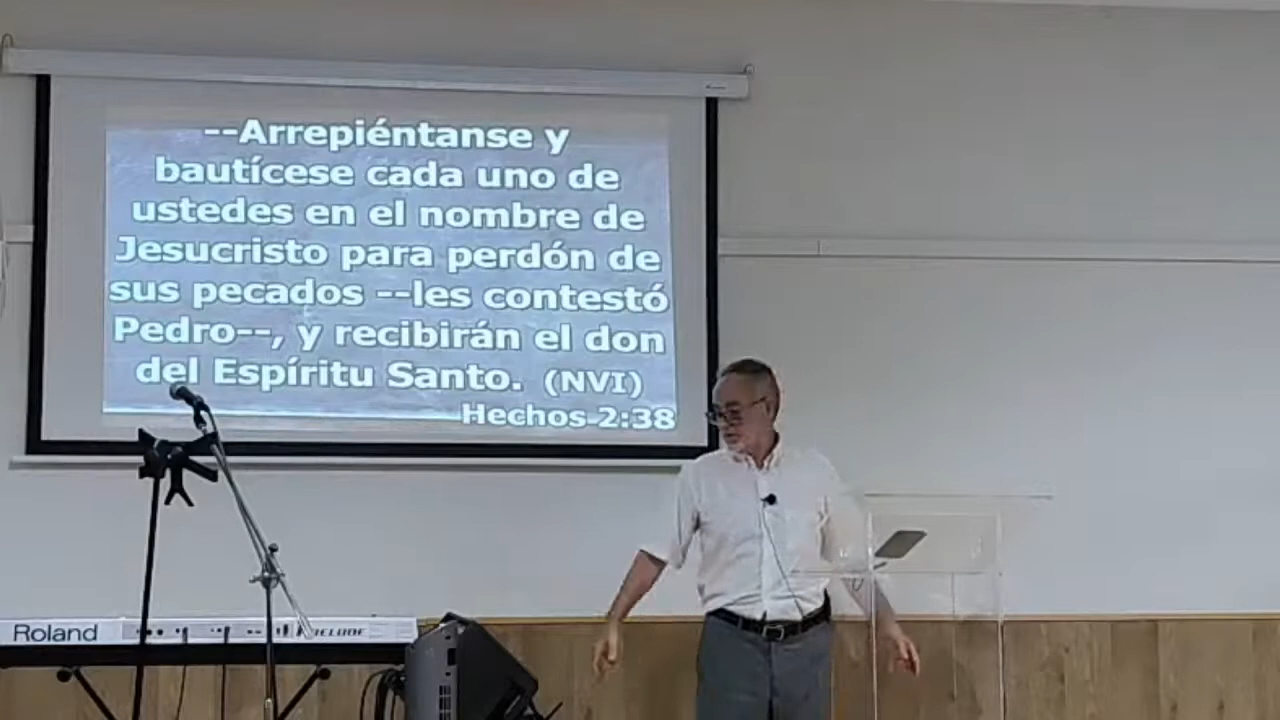 --Arrepiéntanse y
bautícese cada uno de
ustedes en el nombre de
Jesucristo para perdón de
sus pecados --les contestó
Pedro--, y recibirán el don
del Espíritu Santo. (NVI)
Hechos 2:38
Roland
PRELUDE